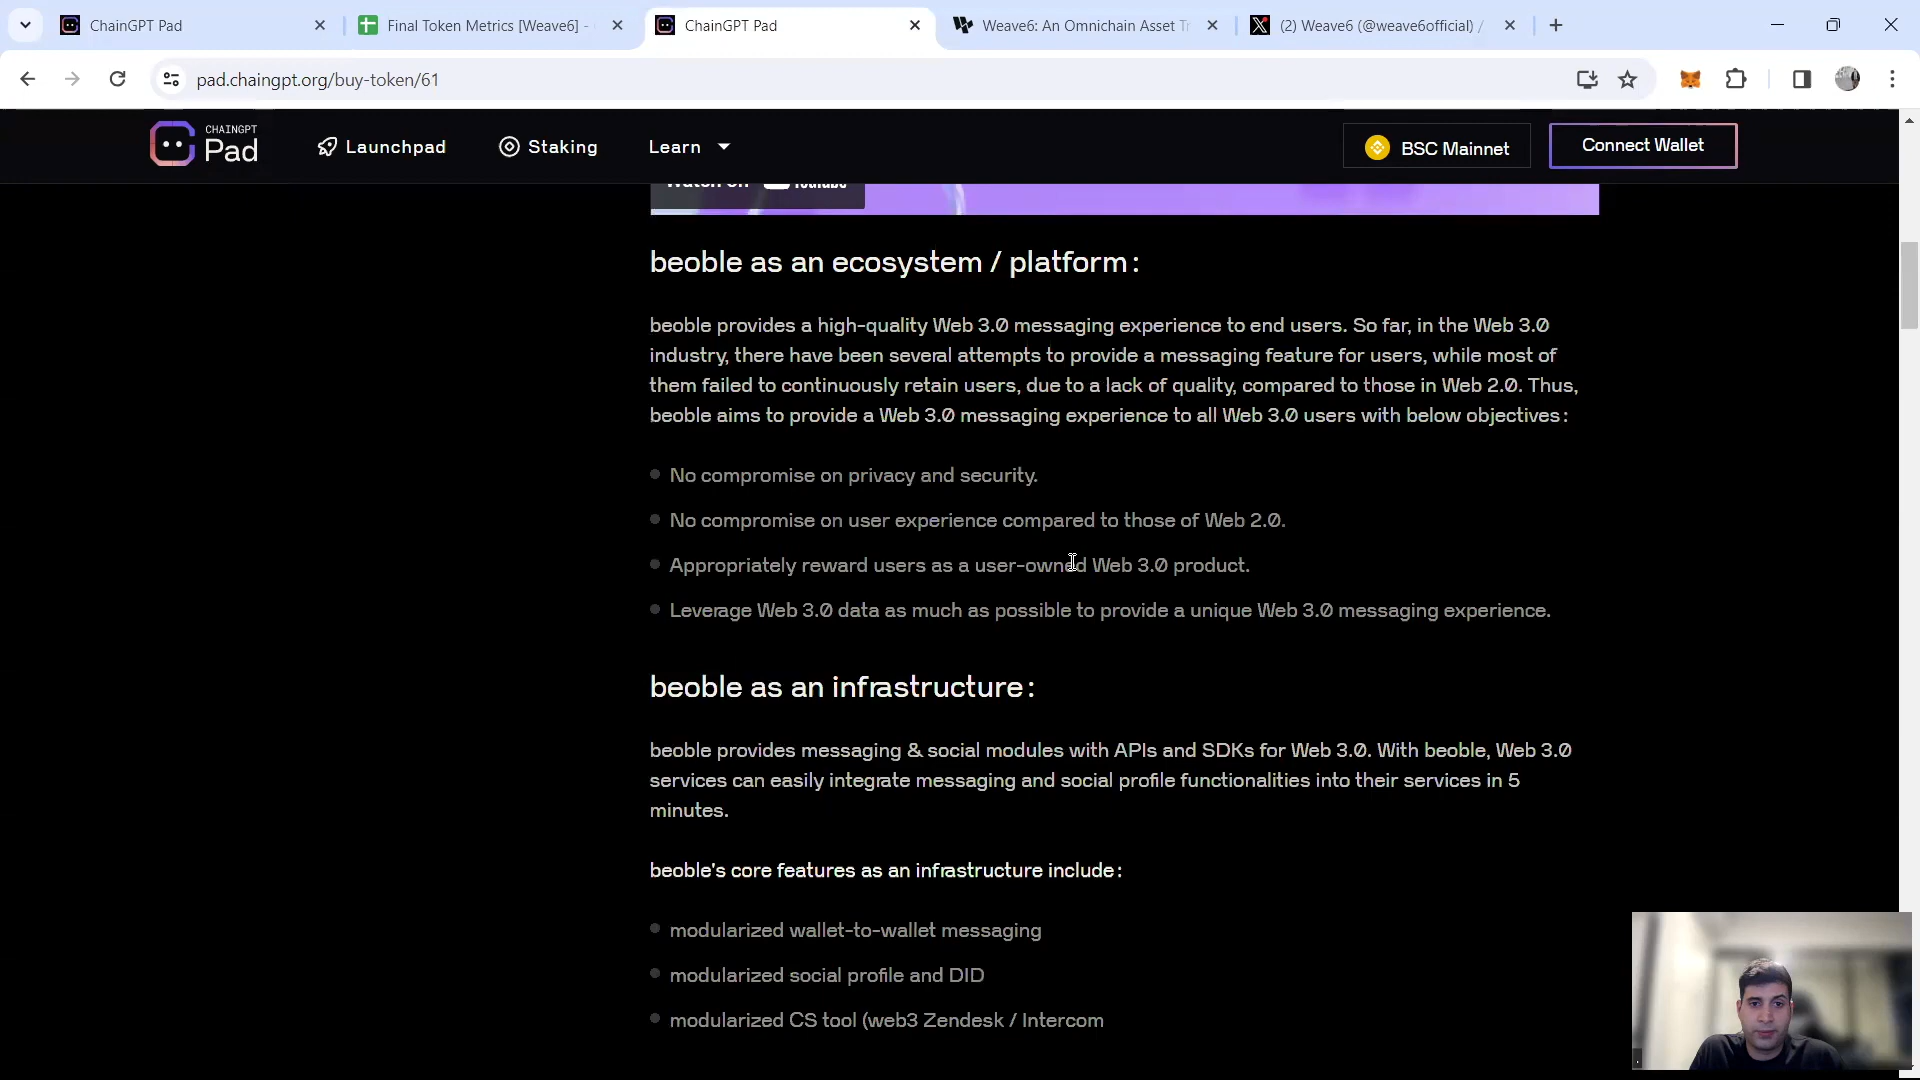 ChainGPT Pad
Final Token Metrics [Weave6] -
ChainGPT Pad
Weave6: An Omnichain Asset Tr
(2) Weave6 (@weave6official) /
pad.chaingpt.org/buy-token/61
CHAINGPT
Pad
Launchpad
Staking
Learn
BSC Mainnet
Connect Wallet
Watch on YouTube
beoble as an ecosystem / platform:
beoble provides a high-quality Web 3.0 messaging experience to end users. So far, in the Web 3.0
industry, there have been several attempts to provide a messaging feature for users, while most of
them failed to continuously retain users, due to a lack of quality, compared to those in Web 2.0. Thus,
beoble aims to provide a Web 3.0 messaging experience to all Web 3.0 users with below objectives:
No compromise on privacy and security.
No compromise on user experience compared to those of Web 2.0.
Appropriately reward users as a user-owned Web 3.0 product.
Leverage Web 3.0 data as much as possible to provide a unique Web 3.0 messaging experience.
beoble as an infrastructure:
beoble provides messaging & social modules with APIs and SDKs for Web 3.0. With beoble, Web 3.0
services can easily integrate messaging and social profile functionalities into their services in 5
minutes.
beoble's core features as an infrastructure include:
modularized wallet-to-wallet messaging
modularized social profile and DID
modularized CS tool (web3 Zendesk / Intercom